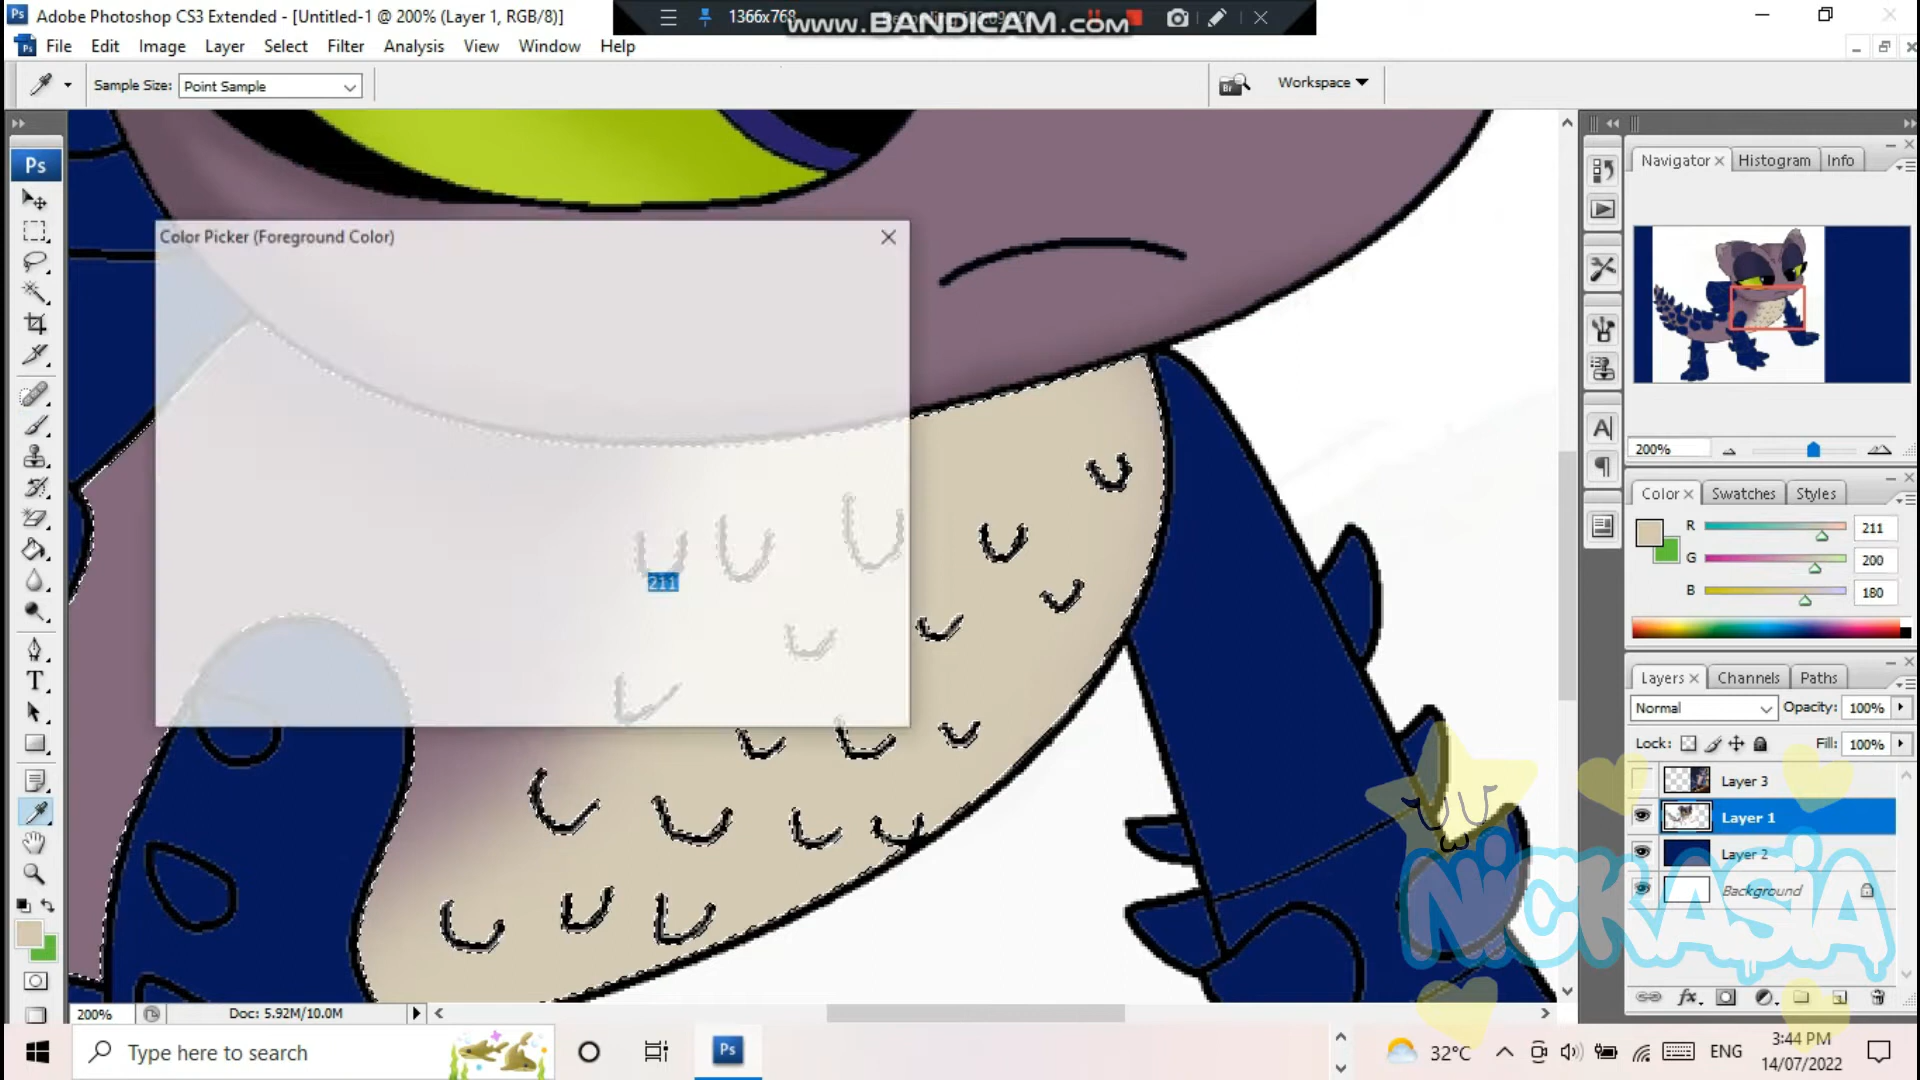 Adobe Photoshop CS3 Extended - [Untitled-1 @ 200% (Layer 1, RGB/8)]
1366x768
www.BANDICAM.com
File Edit Image Layer Select Filter Analysis View Window Help
Sample Size: Point Sample
Br
Workspace
Ps
Navigator Histogram Info
Color Picker (Foreground Color)
200%
Color Swatches Styles
R 211
G 200
B 180
211
Layers Channels Paths
Normal
Opacity: 100%
Lock:
Fill: 100%
Layer 3
Layer 1
Layer 2
Background
NickAsia
200%
Doc: 5.92M/10.0M
Type here to search
Ps
32°C
ENG
3:44 PM
14/07/2022